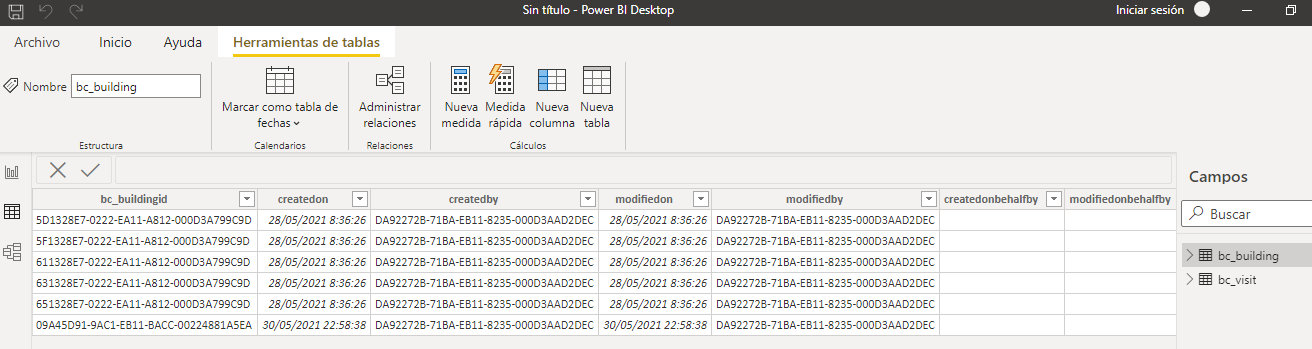 Sin título - Power BI Desktop
Iniciar sesión
Archivo Inicio Ayuda Herramientas de tablas
Nombre bc_building
Marcar como tabla de fechas
Administrar relaciones
Nueva medida
Medida rápida
Nueva columna
Nueva tabla
Estructura Calendarios Relaciones Cálculos
Campos
Buscar
bc_building
bc_visit
bc_buildingid createdon createdby modifiedon modifiedby createdonbehalfby modifiedonbehalfby
5D1328E7-0222-EA11-A812-000D3A799C9D 28/05/2021 8:36:26 DA92272B-71BA-EB11-8235-000D3AAD2DEC 28/05/2021 8:36:26 DA92272B-71BA-EB11-8235-000D3AAD2DEC
5F1328E7-0222-EA11-A812-000D3A799C9D 28/05/2021 8:36:26 DA92272B-71BA-EB11-8235-000D3AAD2DEC 28/05/2021 8:36:26 DA92272B-71BA-EB11-8235-000D3AAD2DEC
611328E7-0222-EA11-A812-000D3A799C9D 28/05/2021 8:36:26 DA92272B-71BA-EB11-8235-000D3AAD2DEC 28/05/2021 8:36:26 DA92272B-71BA-EB11-8235-000D3AAD2DEC
631328E7-0222-EA11-A812-000D3A799C9D 28/05/2021 8:36:26 DA92272B-71BA-EB11-8235-000D3AAD2DEC 28/05/2021 8:36:26 DA92272B-71BA-EB11-8235-000D3AAD2DEC
651328E7-0222-EA11-A812-000D3A799C9D 28/05/2021 8:36:26 DA92272B-71BA-EB11-8235-000D3AAD2DEC 28/05/2021 8:36:26 DA92272B-71BA-EB11-8235-000D3AAD2DEC
09A45D91-9AC1-EB11-BACC-00224881A5EA 30/05/2021 22:58:38 DA92272B-71BA-EB11-8235-000D3AAD2DEC 30/05/2021 22:58:38 DA92272B-71BA-EB11-8235-000D3AAD2DEC